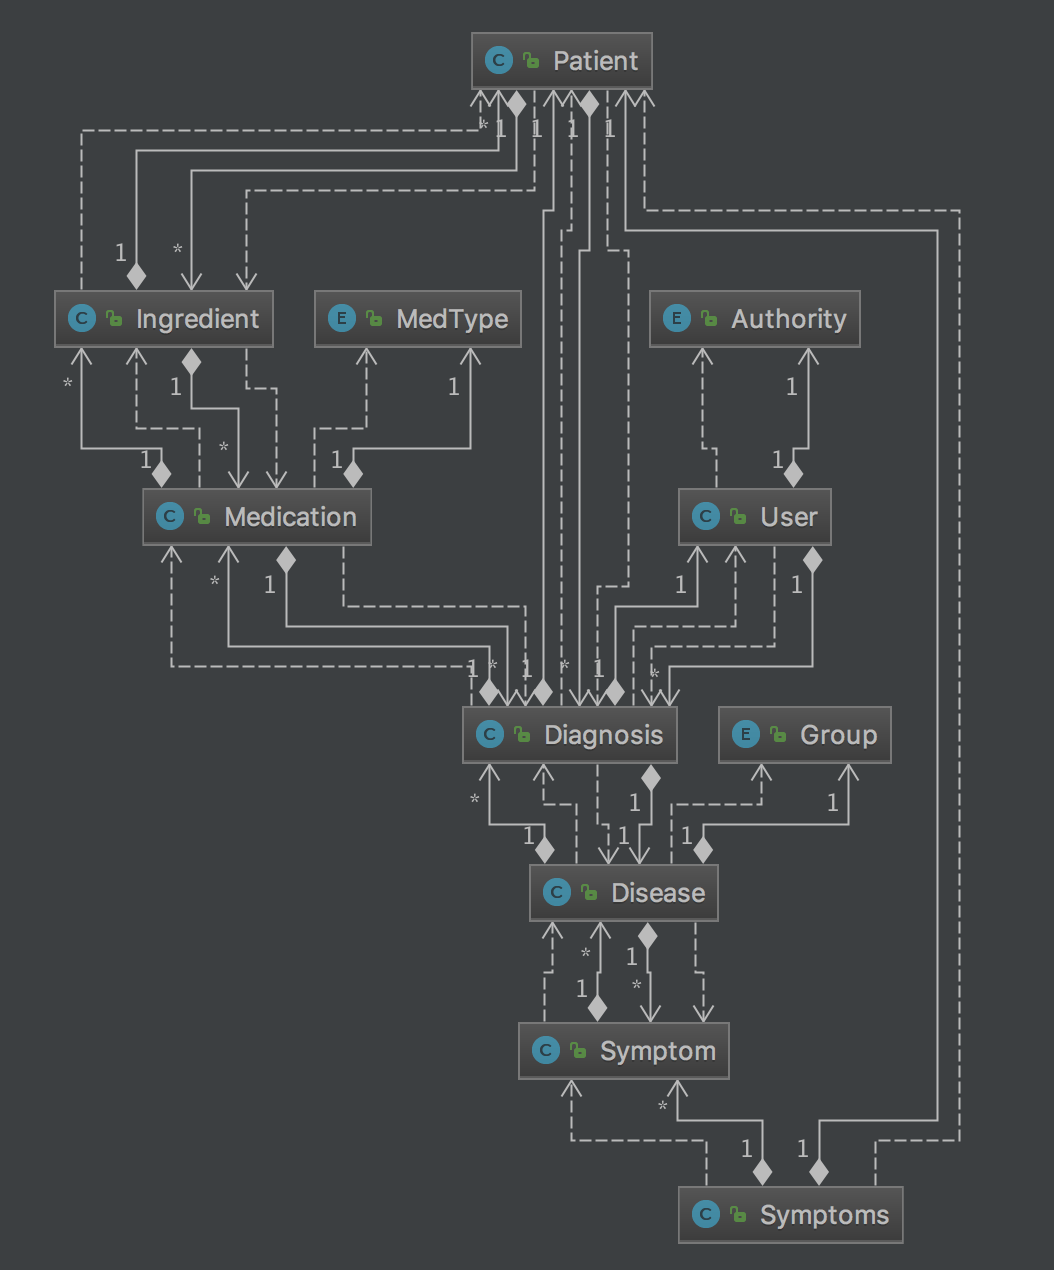 C Patient
* 1 1 1 1
1 *
C Ingredient E MedType E Authority
* 1 1 1
* 1 1 1
C Medication C User
* 1 1 1
1 * 1 * 1 *
C Diagnosis E Group
* 1 1
1 1 1
C Disease
* 1
1 *
C Symptom
*
1 1
C Symptoms